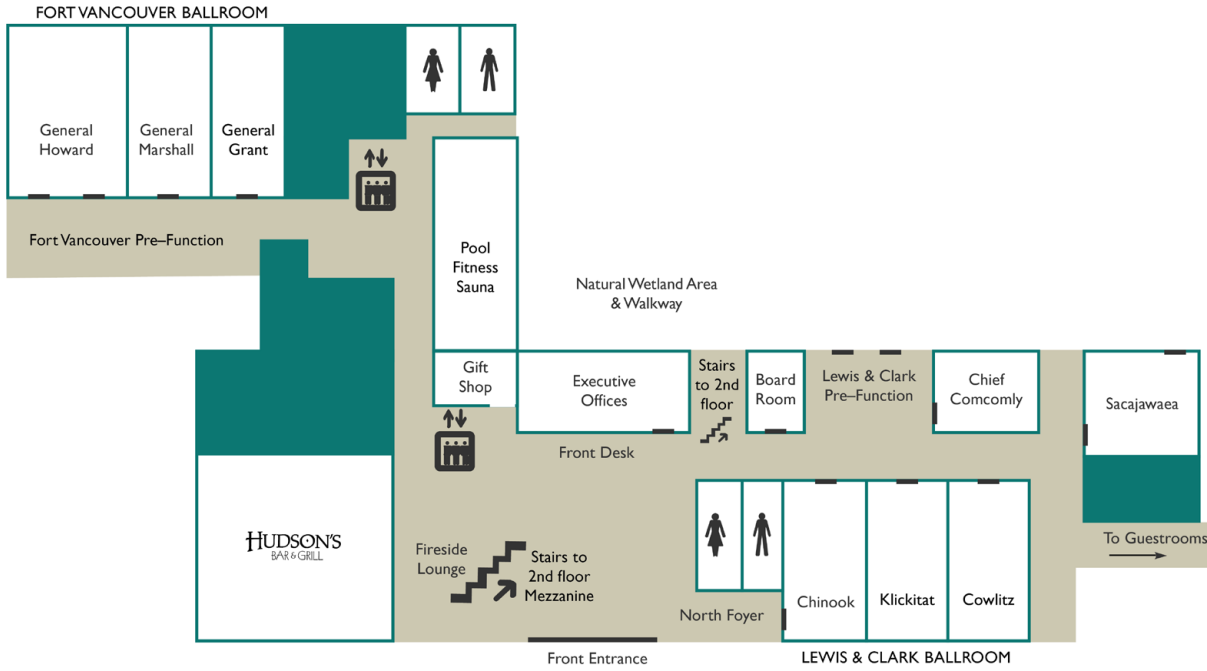 FORT VANCOUVER BALLROOM
General
Howard
General
Marshall
General
Grant
Fort Vancouver Pre–Function
Pool
Fitness
Sauna
Natural Wetland Area
& Walkway
Gift
Shop
Executive
Offices
Stairs
to 2nd
floor
Board
Room
Lewis & Clark
Pre–Function
Chief
Comcomly
Sacajawaea
Front Desk
HUDSON'S
BAR & GRILL
Fireside
Lounge
Stairs to
2nd floor
Mezzanine
To Guestrooms
North Foyer
Chinook
Klickitat
Cowlitz
Front Entrance
LEWIS & CLARK BALLROOM